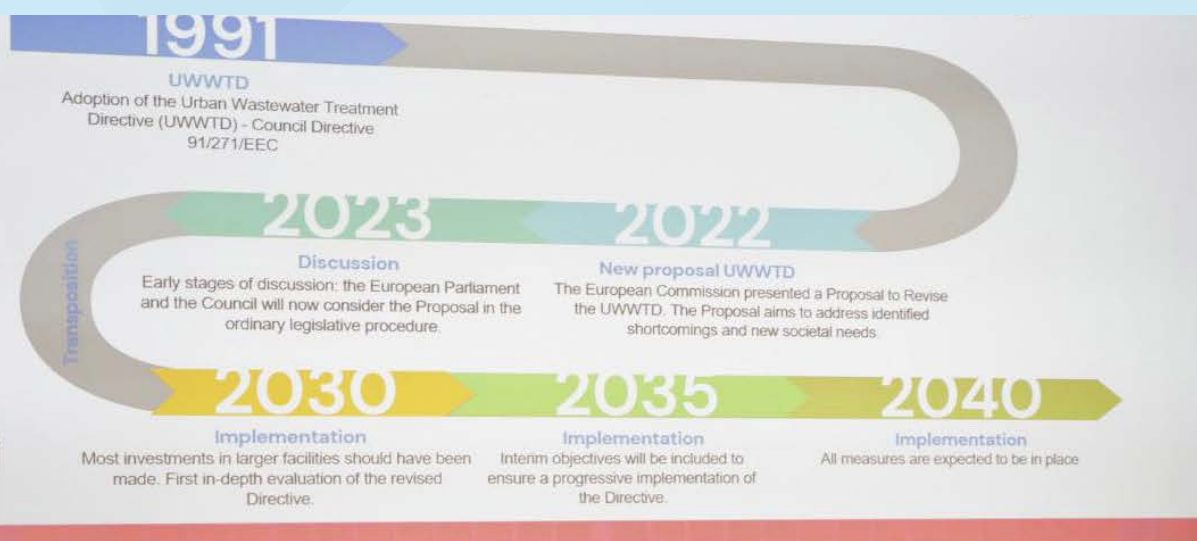 1991
UWWTD
Adoption of the Urban Wastewater Treatment
Directive (UWWTD) - Council Directive
91/271/EEC
2022
New proposal UWWTD
The European Commission presented a Proposal to Revise
the UWWTD. The Proposal aims to address identified
shortcomings and new societal needs.
2023
Discussion
Early stages of discussion: the European Parliament
and the Council will now consider the Proposal in the
ordinary legislative procedure.
Transposition
2030
Implementation
Most investments in larger facilities should have been
made. First in-depth evaluation of the revised
Directive.
2035
Implementation
Interim objectives will be included to
ensure a progressive implementation of
the Directive.
2040
Implementation
All measures are expected to be in place